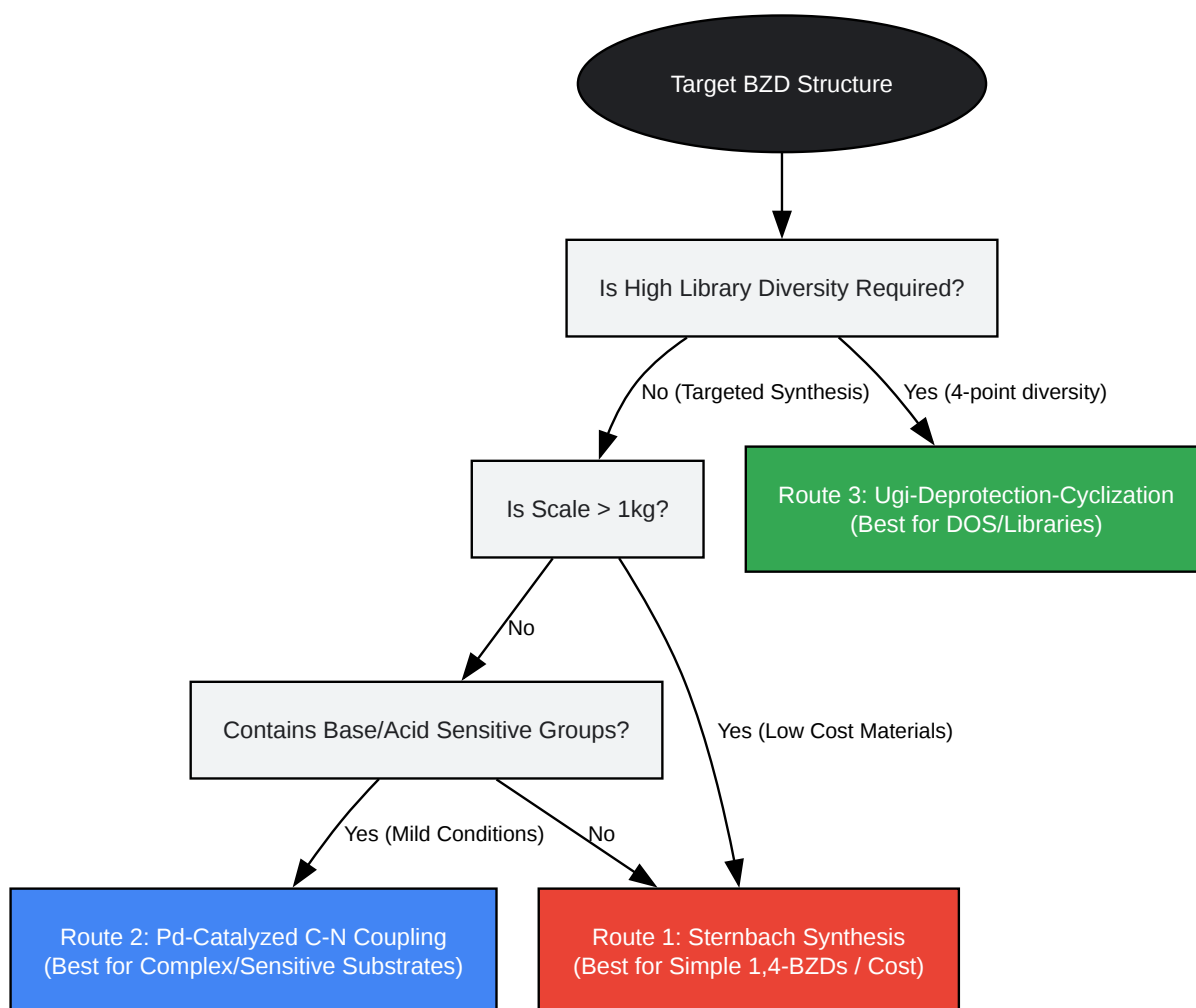 Target BZD Structure
Is High Library Diversity Required?
No (Targeted Synthesis)
Yes (4-point diversity)
Is Scale > 1kg?
Route 3: Ugi-Deprotection-Cyclization
(Best for DOS/Libraries)
No
Contains Base/Acid Sensitive Groups?
Yes (Low Cost Materials)
Yes (Mild Conditions)
No
Route 2: Pd-Catalyzed C-N Coupling
(Best for Complex/Sensitive Substrates)
Route 1: Sternbach Synthesis
(Best for Simple 1,4-BZDs / Cost)